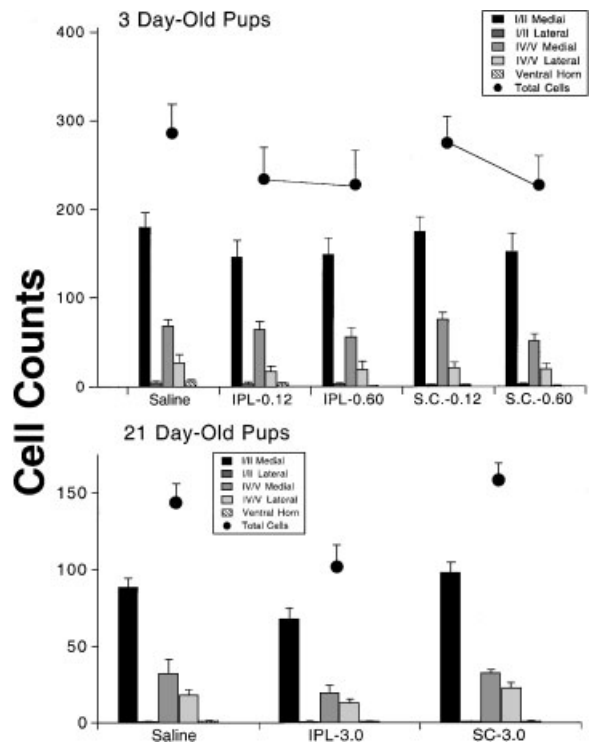 3 Day-Old Pups
I/II Medial
I/II Lateral
IV/V Medial
IV/V Lateral
Ventral Horn
Total Cells
400
300
200
100
0
Saline IPL-0.12 IPL-0.60 S.C.-0.12 S.C.-0.60
Cell Counts
21 Day-Old Pups
I/II Medial
I/II Lateral
IV/V Medial
IV/V Lateral
Ventral Horn
Total Cells
150
100
50
0
Saline IPL-3.0 SC-3.0